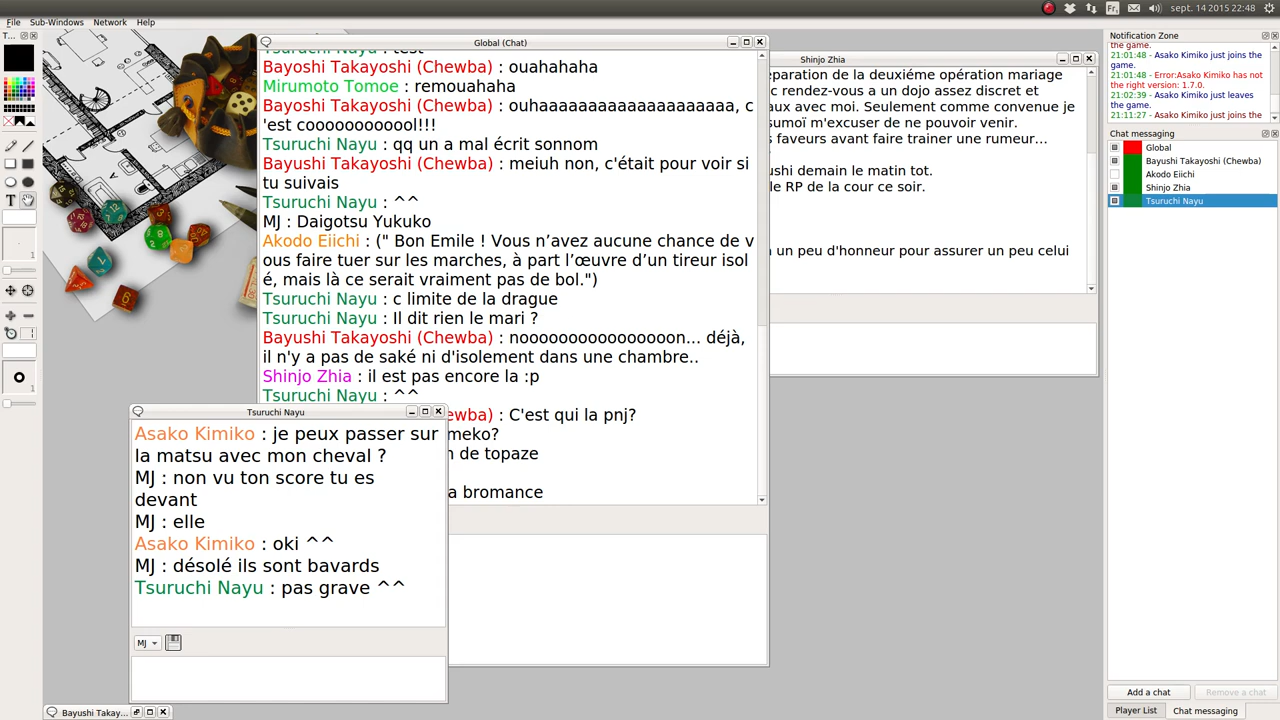 Fr,
sept. 14 2015 22:48
File Sub-Windows Network Help
T...
Global (Chat)
Tsuruchi Nayu : test
Bayoshi Takayoshi (Chewba) : ouahahaha
Mirumoto Tomoe : remouahaha
Bayoshi Takayoshi (Chewba) : ouhaaaaaaaaaaaaaaaaaaa, c
'est cooooooooool!!!
Tsuruchi Nayu : qq un a mal écrit sonnom
Bayushi Takayoshi (Chewba) : meiuh non, c'était pour voir si
tu suivais
Tsuruchi Nayu : ^^
MJ : Daigotsu Yukuko
Akodo Eiichi : (" Bon Emile ! Vous n’avez aucune chance de v
ous faire tuer sur les marches, à part l’œuvre d’un tireur isol
é, mais là ce serait vraiment pas de bol.")
Tsuruchi Nayu : c limite de la drague
Tsuruchi Nayu : Il dit rien le mari ?
Bayushi Takayoshi (Chewba) : nooooooooooooooon... déjà,
il n'y a pas de saké ni d'isolement dans une chambre..
Shinjo Zhia : il est pas encore la :p
Tsuruchi Nayu : ^^
ewba) : C'est qui la pnj?
meko?
n de topaze
a bromance
Shinjo Zhia
éparation de la deuxiéme opération mariage
c rendez-vous a un dojo assez discret et
aux avec moi. Seulement comme convenue je
sumoï m'excuser de ne pouvoir venir.
s faveurs avant faire trainer une rumeur...
ushi demain le matin tot.
le RP de la cour ce soir.
un peu d'honneur pour assurer un peu celui
Tsuruchi Nayu
Asako Kimiko : je peux passer sur
la matsu avec mon cheval ?
MJ : non vu ton score tu es
devant
MJ : elle
Asako Kimiko : oki ^^
MJ : désolé ils sont bavards
Tsuruchi Nayu : pas grave ^^
MJ
Bayushi Takay...
Notification Zone
the game.
21:01:48 - Asako Kimiko just joins the
game.
21:01:48 - Error:Asako Kimiko has not
the right version: 1.7.0.
21:02:39 - Asako Kimiko just leaves
the game.
21:11:27 - Asako Kimiko just joins the
Chat messaging
Global
Bayushi Takayoshi (Chewba)
Akodo Eiichi
Shinjo Zhia
Tsuruchi Nayu
Add a chat Remove a chat
Player List Chat messaging